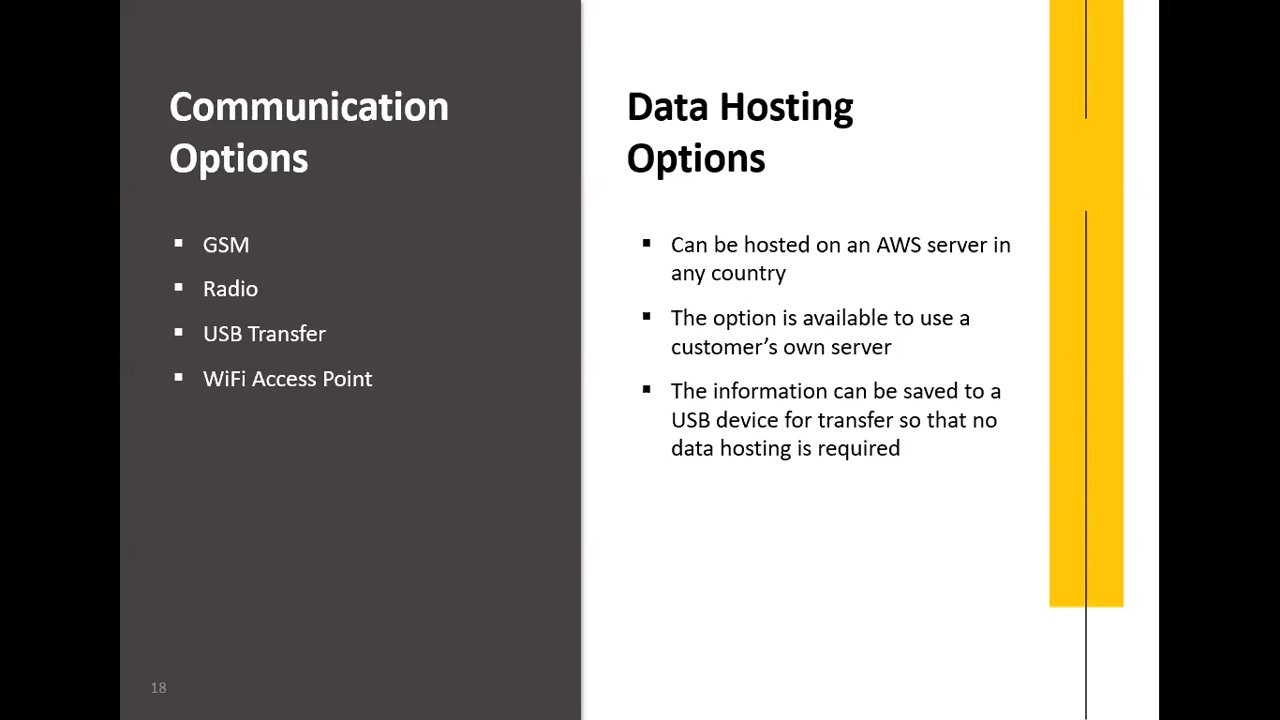 Communication
Options
▪ GSM
▪ Radio
▪ USB Transfer
▪ WiFi Access Point
18
Data Hosting
Options
▪ Can be hosted on an AWS server in
any country
▪ The option is available to use a
customer’s own server
▪ The information can be saved to a
USB device for transfer so that no
data hosting is required